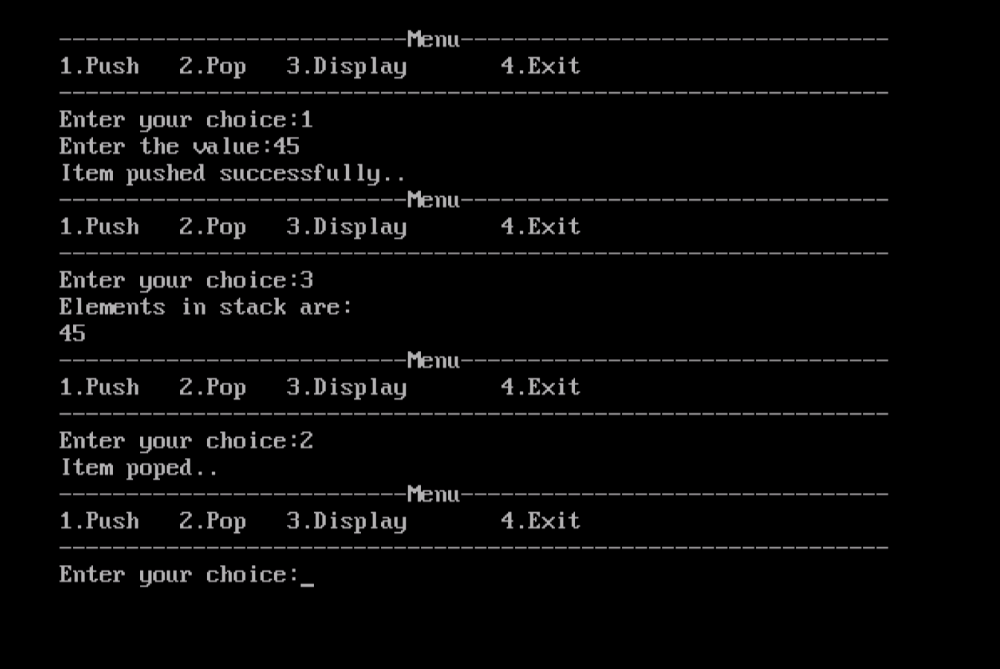 --------------------------Menu--------------------------------
1.Push   2.Pop   3.Display       4.Exit
--------------------------------------------------------------
Enter your choice:1
Enter the value:45
Item pushed successfully..
--------------------------Menu--------------------------------
1.Push   2.Pop   3.Display       4.Exit
--------------------------------------------------------------
Enter your choice:3
Elements in stack are:
45
--------------------------Menu--------------------------------
1.Push   2.Pop   3.Display       4.Exit
--------------------------------------------------------------
Enter your choice:2
Item poped..
--------------------------Menu--------------------------------
1.Push   2.Pop   3.Display       4.Exit
--------------------------------------------------------------
Enter your choice:_